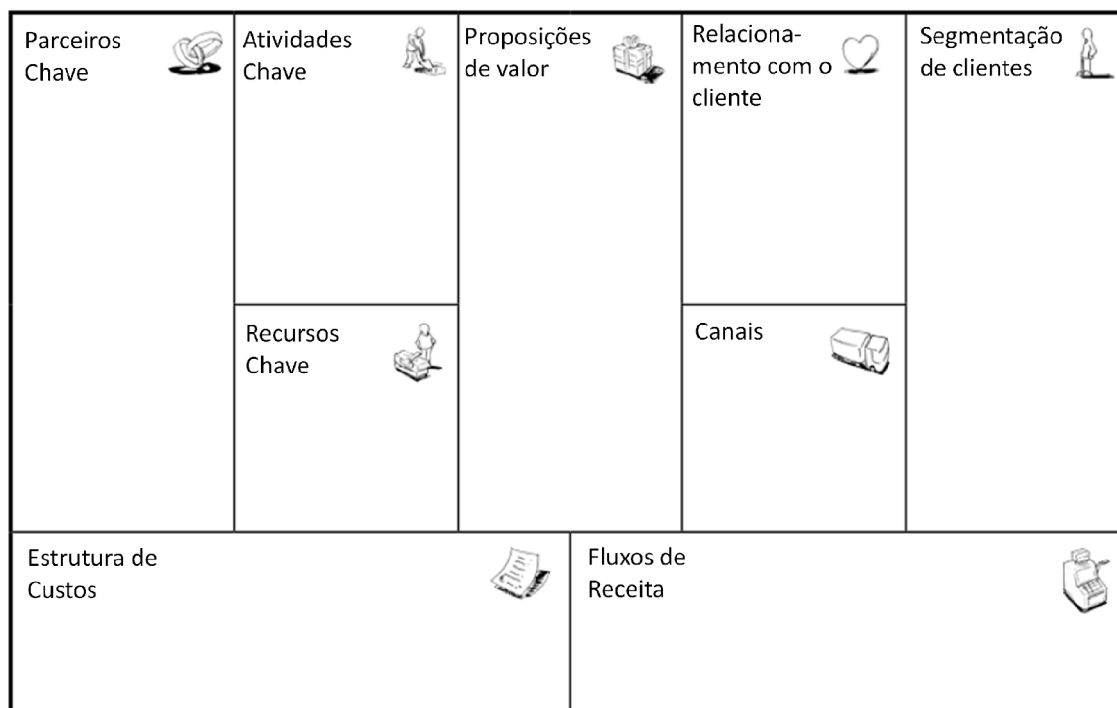 Parceiros
Chave
Atividades
Chave
Proposições
de valor
Relaciona-
mento com o
cliente
Segmentação
de clientes
Recursos
Chave
Canais
Estrutura de
Custos
Fluxos de
Receita